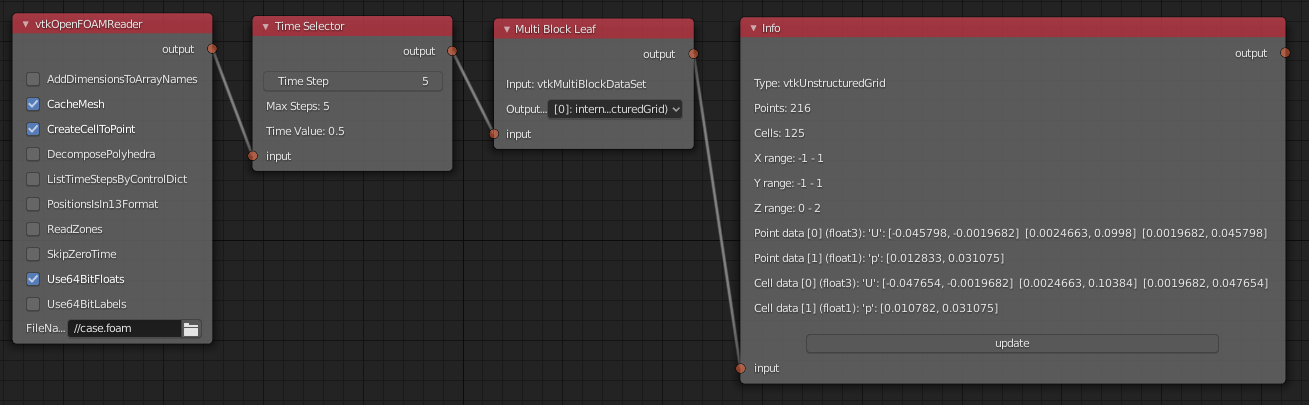 vtkOpenFOAMReader
output
AddDimensionsToArrayNames
CacheMesh
CreateCellToPoint
DecomposePolyhedra
ListTimeStepsByControlDict
PositionsIsIn13Format
ReadZones
SkipZeroTime
Use64BitFloats
Use64BitLabels
FileNa... //case.foam
Time Selector
output
Time Step 5
Max Steps: 5
Time Value: 0.5
input
Multi Block Leaf
output
Input: vtkMultiBlockDataSet
Output... [0]: intern...cturedGrid)
input
Info
output
Type: vtkUnstructuredGrid
Points: 216
Cells: 125
X range: -1 - 1
Y range: -1 - 1
Z range: 0 - 2
Point data [0] (float3): 'U': [-0.045798, -0.0019682] [0.0024663, 0.0998] [0.0019682, 0.045798]
Point data [1] (float1): 'p': [0.012833, 0.031075]
Cell data [0] (float3): 'U': [-0.047654, -0.0019682] [0.0024663, 0.10384] [0.0019682, 0.047654]
Cell data [1] (float1): 'p': [0.010782, 0.031075]
update
input